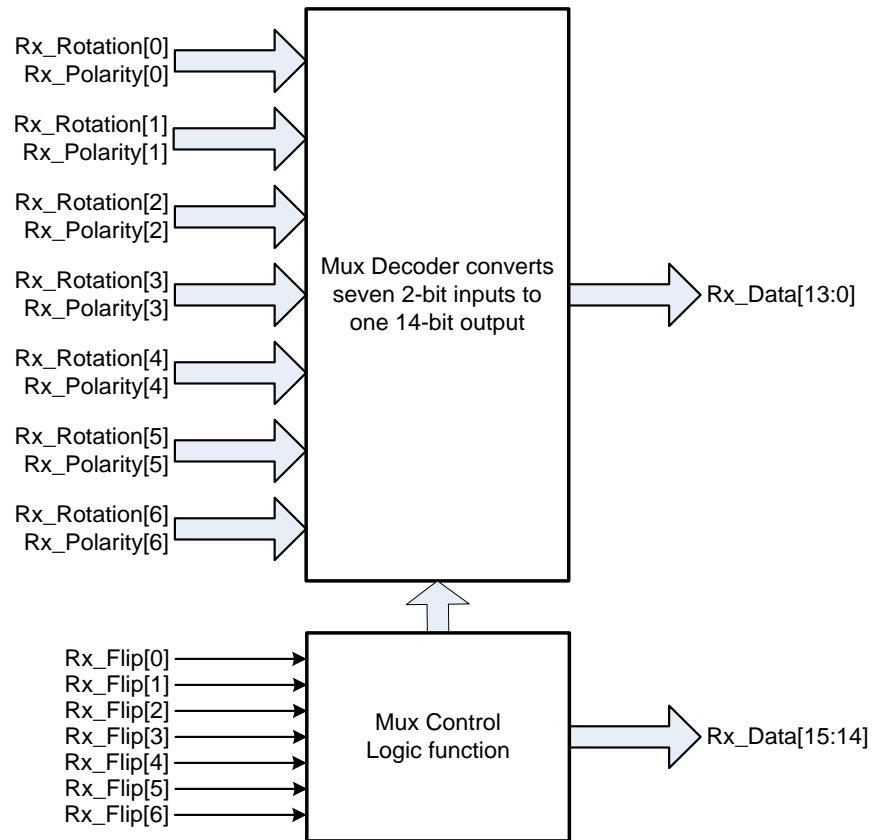 Rx_Rotation[0]
Rx_Polarity[0]
Rx_Rotation[1]
Rx_Polarity[1]
Rx_Rotation[2]
Rx_Polarity[2]
Rx_Rotation[3]
Rx_Polarity[3]
Rx_Rotation[4]
Rx_Polarity[4]
Rx_Rotation[5]
Rx_Polarity[5]
Rx_Rotation[6]
Rx_Polarity[6]
Mux Decoder converts
seven 2-bit inputs to
one 14-bit output
Rx_Data[13:0]
Rx_Flip[0]
Rx_Flip[1]
Rx_Flip[2]
Rx_Flip[3]
Rx_Flip[4]
Rx_Flip[5]
Rx_Flip[6]
Mux Control
Logic function
Rx_Data[15:14]